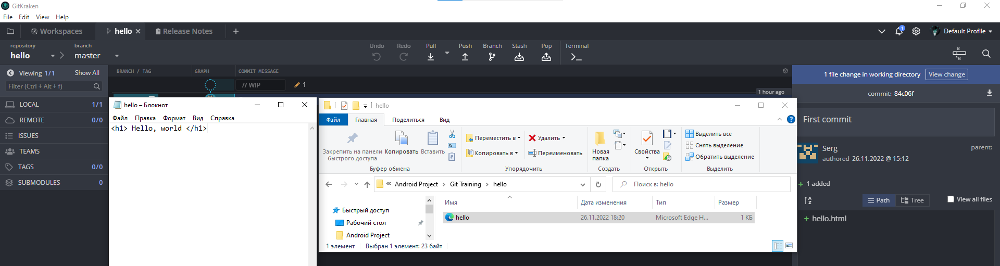 GitKraken
File Edit View Help
Workspaces hello Release Notes
1
Default Profile
repository
hello
branch
master
Undo Redo Pull Push Branch Stash Pop Terminal
Viewing 1/1 Show All
Filter (Ctrl + Alt + f)
LOCAL 1/1
REMOTE 0/0
ISSUES
TEAMS
TAGS 0/0
SUBMODULES 0
BRANCH / TAG GRAPH COMMIT MESSAGE
// WIP 1
1 hour ago
hello – Блокнот
Файл Правка Формат Вид Справка
<h1> Hello, world </h1>
hello
Файл Главная Поделиться Вид
Закрепить на панели
быстрого доступа
Копировать
Вставить
Буфер обмена
Переместить в
Копировать в
Удалить
Переименовать
Упорядочить
Новая
папка
Создать
Свойства
Открыть
Выделить все
Снять выделение
Обратить выделение
Выделить
« Android Project Git Training hello
Поиск в: hello
Быстрый доступ
Рабочий стол
Android Project
Имя Дата изменения Тип Размер
hello 26.11.2022 18:20 Microsoft Edge H... 1 КБ
1 элемент Выбран 1 элемент: 23 байт
1 file change in working directory View change
commit: 84c06f
First commit
Serg
authored 26.11.2022 @ 15:12
parent:
+ 1 added
A
Z
Path Tree View all files
+ hello.html